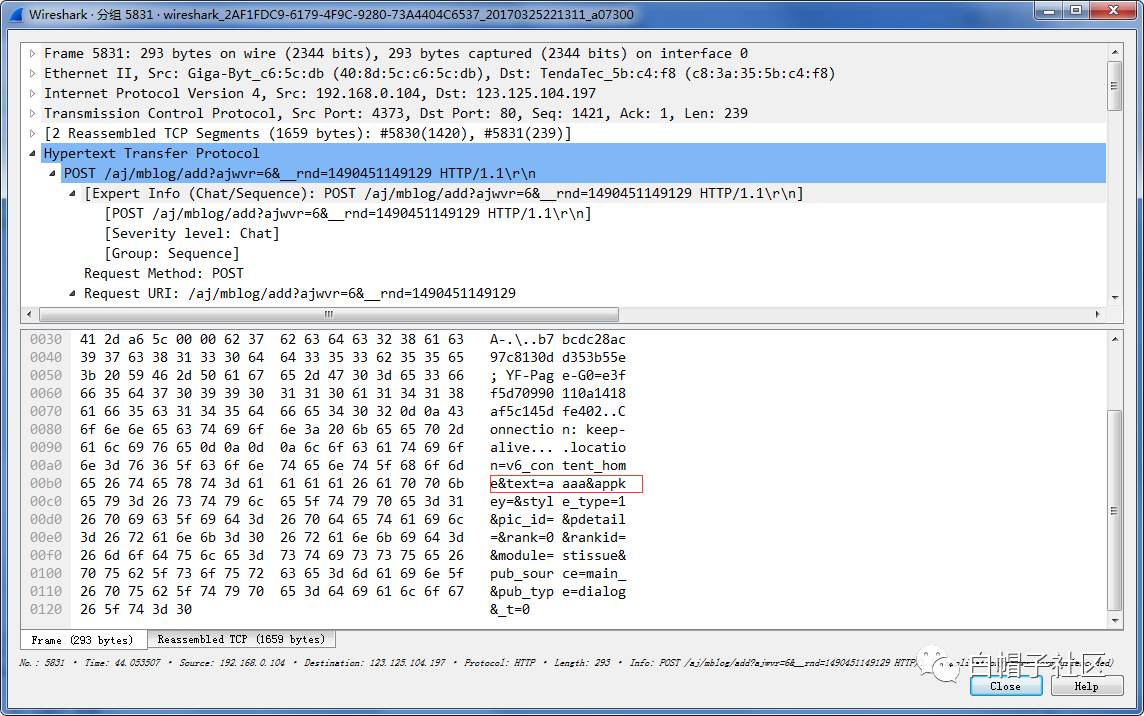 Wireshark · 分组 5831 · wireshark_2AF1FDC9-6179-4F9C-9280-73A4404C6537_20170325221311_a07300
Frame 5831: 293 bytes on wire (2344 bits), 293 bytes captured (2344 bits) on interface 0
Ethernet II, Src: Giga-Byt_c6:5c:db (40:8d:5c:c6:5c:db), Dst: TendaTec_5b:c4:f8 (c8:3a:35:5b:c4:f8)
Internet Protocol Version 4, Src: 192.168.0.104, Dst: 123.125.104.197
Transmission Control Protocol, Src Port: 4373, Dst Port: 80, Seq: 1421, Ack: 1, Len: 239
[2 Reassembled TCP Segments (1659 bytes): #5830(1420), #5831(239)]
Hypertext Transfer Protocol
POST /aj/mblog/add?ajwvr=6&__rnd=1490451149129 HTTP/1.1\r\n
[Expert Info (Chat/Sequence): POST /aj/mblog/add?ajwvr=6&__rnd=1490451149129 HTTP/1.1\r\n]
[POST /aj/mblog/add?ajwvr=6&__rnd=1490451149129 HTTP/1.1\r\n]
[Severity level: Chat]
[Group: Sequence]
Request Method: POST
Request URI: /aj/mblog/add?ajwvr=6&__rnd=1490451149129
0030 41 2d a6 5c 00 00 62 37 62 63 64 63 32 38 61 63 A-.\..b7 bcdc28ac
0040 39 37 63 38 31 33 30 64 64 33 35 33 62 35 35 65 97c8130d d353b55e
0050 3b 20 59 46 2d 50 61 67 65 2d 47 30 3d 65 33 66 ; YF-Pag e-G0=e3f
0060 66 35 64 37 30 39 39 30 31 31 30 61 31 34 31 38 f5d70990 110a1418
0070 61 66 35 63 31 34 35 64 66 65 34 30 32 0d 0a 43 af5c145d fe402..C
0080 6f 6e 6e 65 63 74 69 6f 6e 3a 20 6b 65 65 70 2d onnectio n: keep-
0090 61 6c 69 76 65 0d 0a 0d 0a 6c 6f 63 61 74 69 6f alive... .locatio
00a0 6e 3d 76 36 5f 63 6f 6e 74 65 6e 74 5f 68 6f 6d n=v6_con tent_hom
00b0 65 26 74 65 78 74 3d 61 61 61 61 26 61 70 70 6b e&text=a aaa&appk
00c0 65 79 3d 26 73 74 79 6c 65 5f 74 79 70 65 3d 31 ey=&styl e_type=1
00d0 26 70 69 63 5f 69 64 3d 26 70 64 65 74 61 69 6c &pic_id= &pdetail
00e0 3d 26 72 61 6e 6b 3d 30 26 72 61 6e 6b 69 64 3d =&rank=0 &rankid=
00f0 26 6d 6f 64 75 6c 65 3d 73 74 69 73 73 75 65 26 &module= stissue&
0100 70 75 62 5f 73 6f 75 72 63 65 3d 6d 61 69 6e 5f pub_sour ce=main_
0110 26 70 75 62 5f 74 79 70 65 3d 64 69 61 6c 6f 67 &pub_typ e=dialog
0120 26 5f 74 3d 30 &_t=0
Frame (293 bytes) Reassembled TCP (1659 bytes)
No.: 5831 · Time: 44.053507 · Source: 192.168.0.104 · Destination: 123.125.104.197 · Protocol: HTTP · Length: 293 · Info: POST /aj/mblog/add?ajwvr=6&__rnd=1490451149129 HTTP/
白帽子社区
Close Help